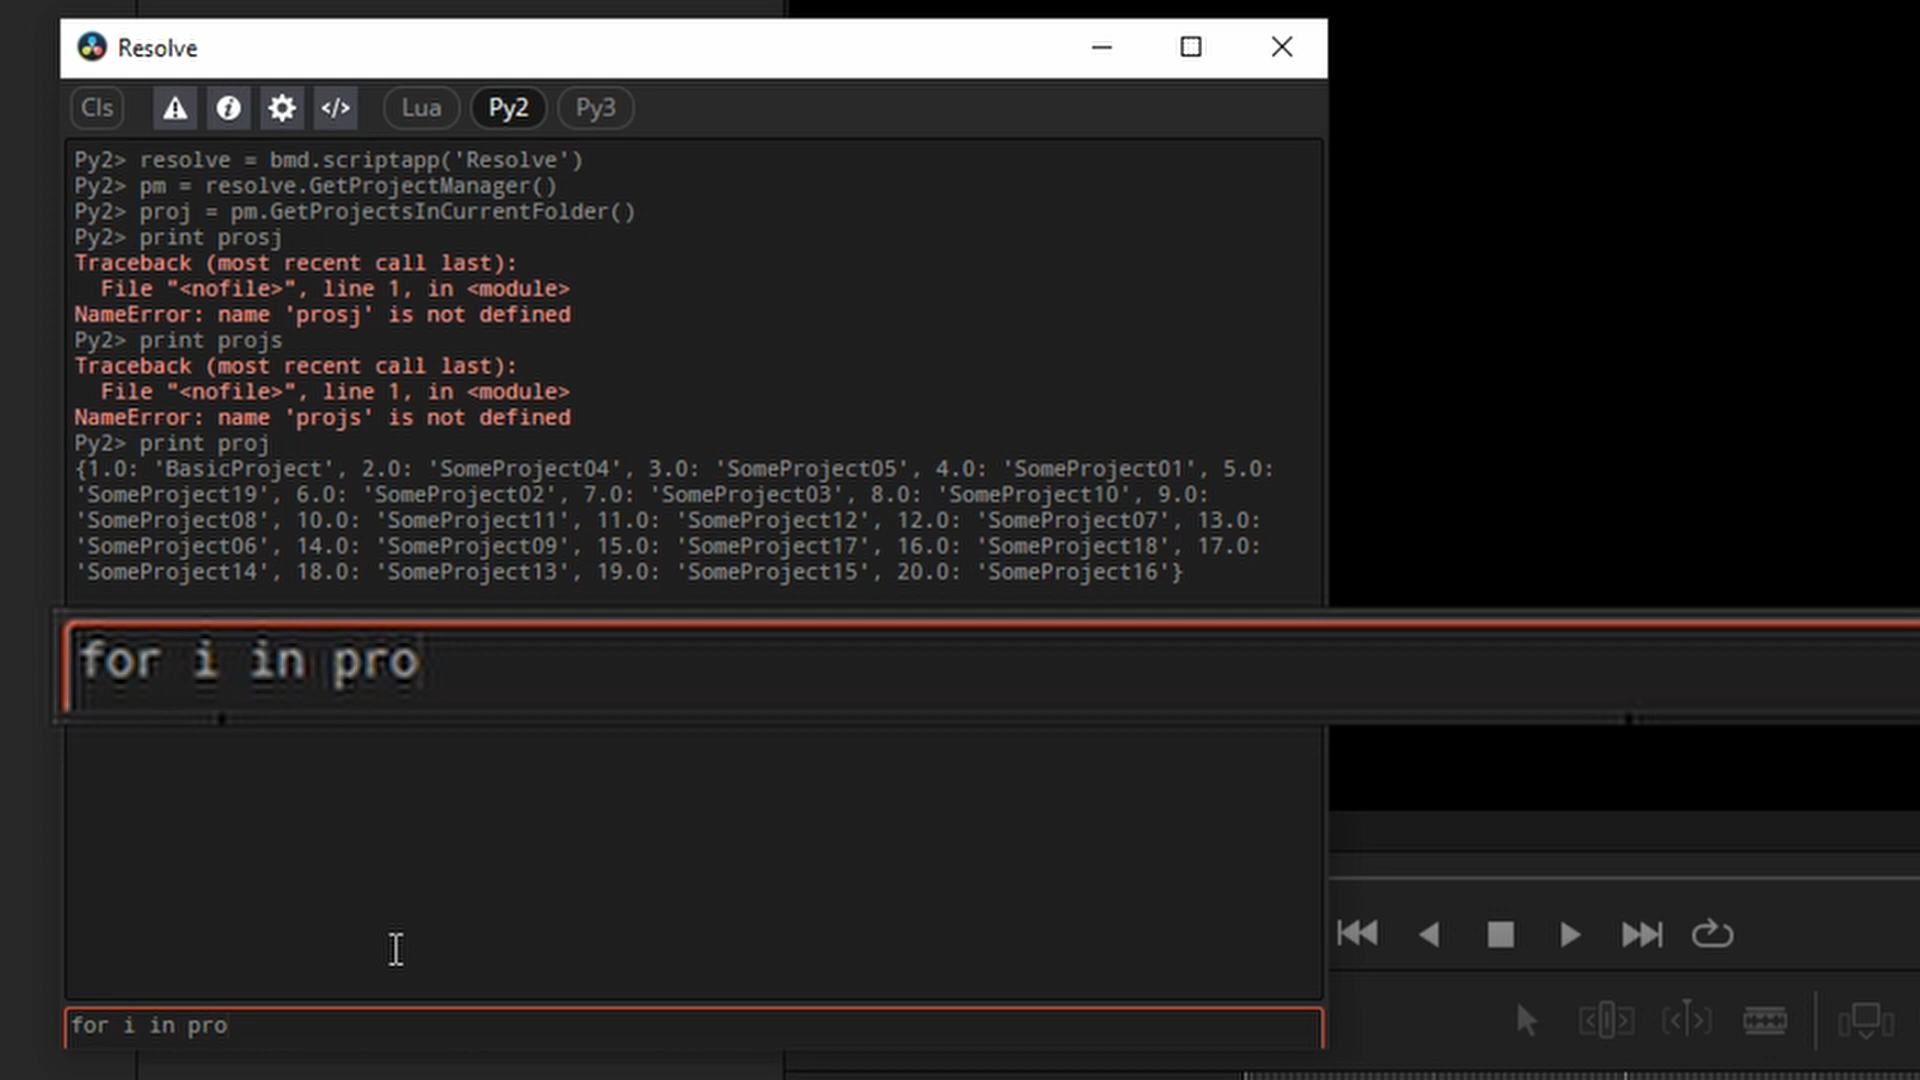 Resolve
Cls Lua Py2 Py3
Py2> resolve = bmd.scriptapp('Resolve')
Py2> pm = resolve.GetProjectManager()
Py2> proj = pm.GetProjectsInCurrentFolder()
Py2> print prosj
Traceback (most recent call last):
  File "<nofile>", line 1, in <module>
NameError: name 'prosj' is not defined
Py2> print projs
Traceback (most recent call last):
  File "<nofile>", line 1, in <module>
NameError: name 'projs' is not defined
Py2> print proj
{1.0: 'BasicProject', 2.0: 'SomeProject04', 3.0: 'SomeProject05', 4.0: 'SomeProject01', 5.0:
'SomeProject19', 6.0: 'SomeProject02', 7.0: 'SomeProject03', 8.0: 'SomeProject10', 9.0:
'SomeProject08', 10.0: 'SomeProject11', 11.0: 'SomeProject12', 12.0: 'SomeProject07', 13.0:
'SomeProject06', 14.0: 'SomeProject09', 15.0: 'SomeProject17', 16.0: 'SomeProject18', 17.0:
'SomeProject14', 18.0: 'SomeProject13', 19.0: 'SomeProject15', 20.0: 'SomeProject16'}
for i in pro
for i in pro